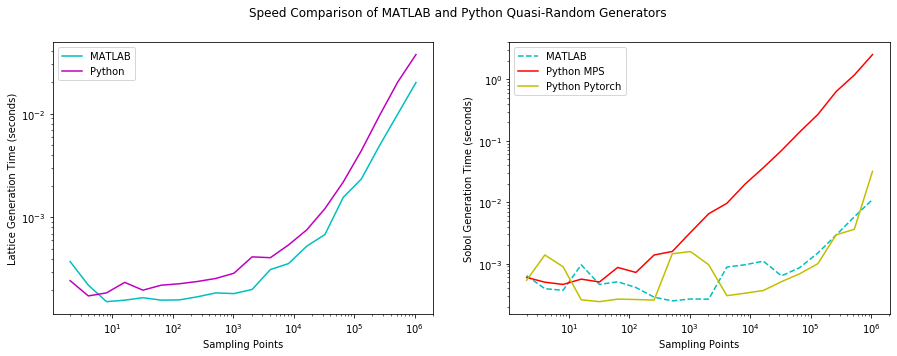 Speed Comparison of MATLAB and Python Quasi-Random Generators
Lattice Generation Time (seconds)
MATLAB
Python
10^-2
10^-3
10^1
10^2
10^3
10^4
10^5
10^6
Sampling Points
Sobol Generation Time (seconds)
MATLAB
Python MPS
Python Pytorch
10^0
10^-1
10^-2
10^-3
10^1
10^2
10^3
10^4
10^5
10^6
Sampling Points